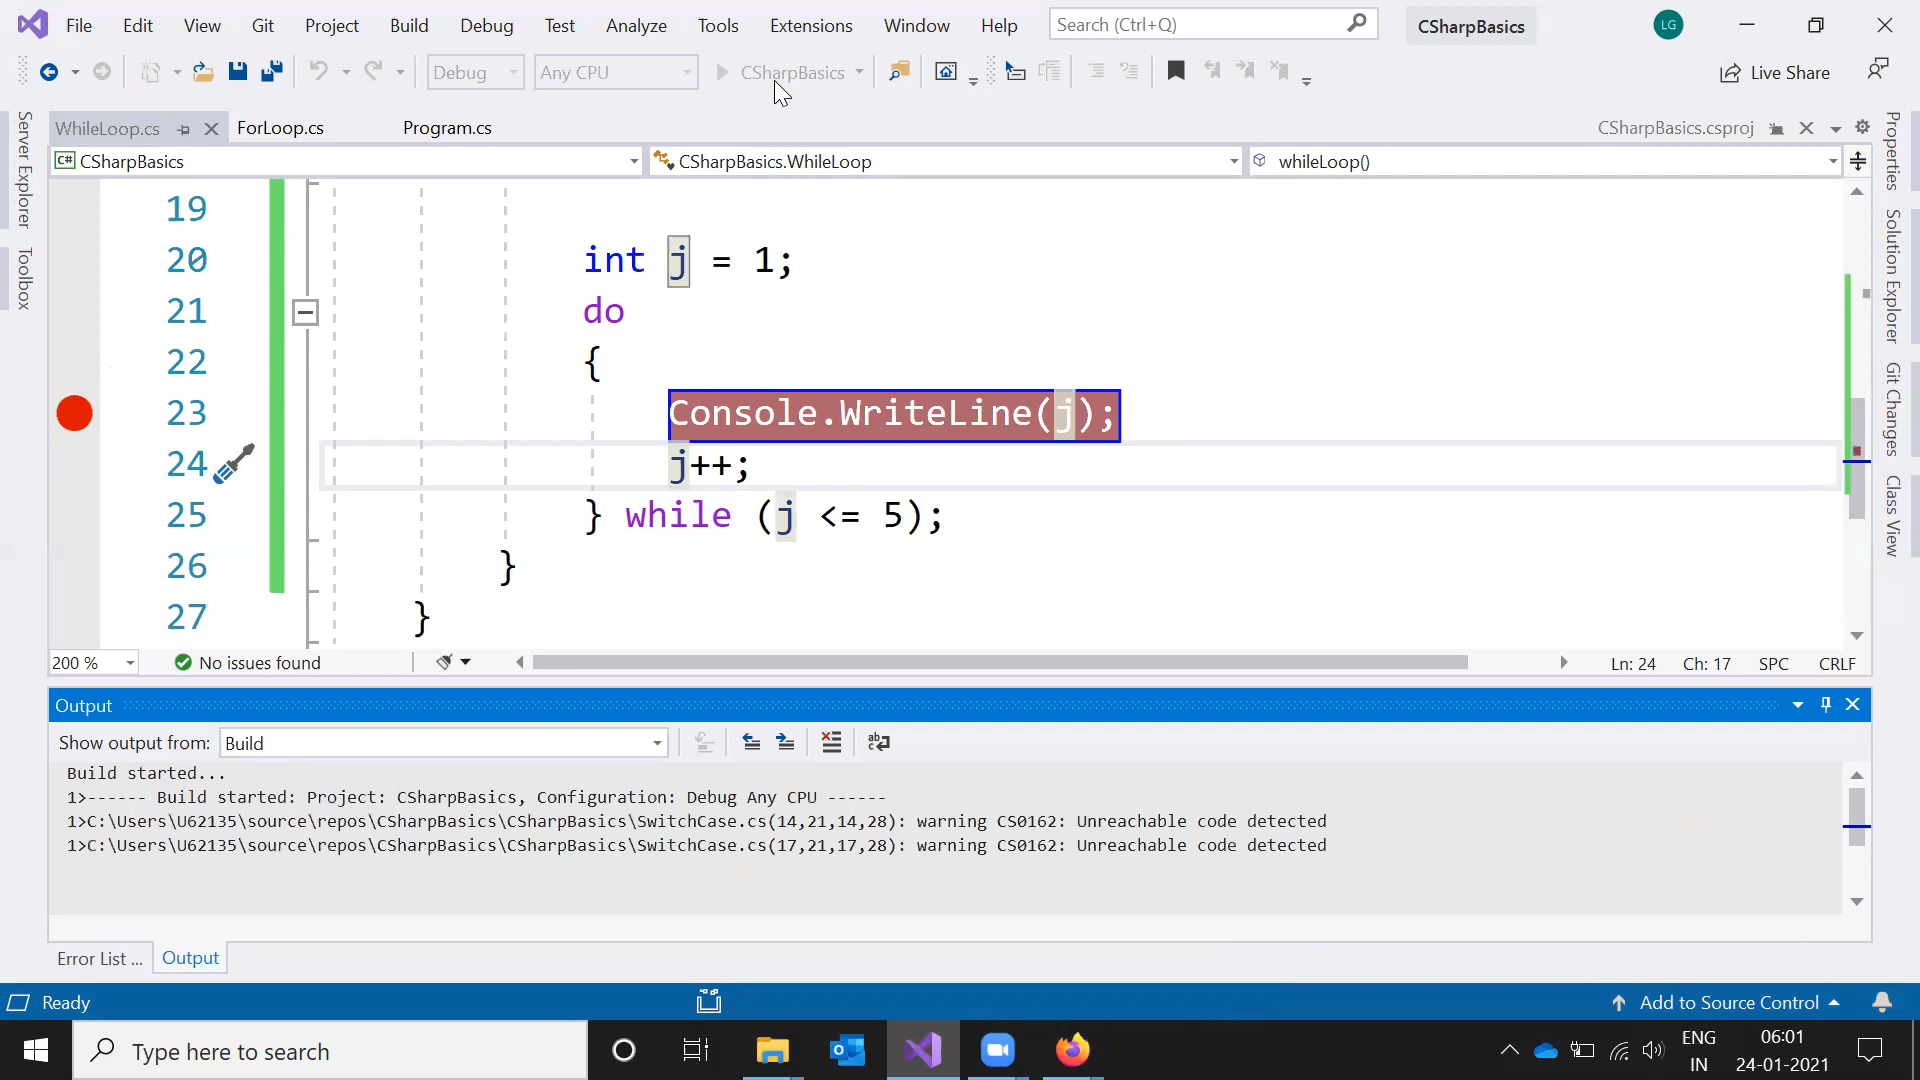 File Edit View Git Project Build Debug Test Analyze Tools Extensions Window Help Search (Ctrl+Q) CSharpBasics LG
Debug Any CPU CSharpBasics Live Share
WhileLoop.cs ForLoop.cs Program.cs CSharpBasics.csproj
C# CSharpBasics CSharpBasics.WhileLoop whileLoop()
Server Explorer
Toolbox
19
20 int j = 1;
21 do
22 {
23 Console.WriteLine(j);
24 j++;
25 } while (j <= 5);
26 }
27 }
Properties
Solution Explorer
Git Changes
Class View
200 % No issues found Ln: 24 Ch: 17 SPC CRLF
Output
Show output from: Build
Build started...
1>------ Build started: Project: CSharpBasics, Configuration: Debug Any CPU ------
1>C:\Users\U62135\source\repos\CSharpBasics\CSharpBasics\SwitchCase.cs(14,21,14,28): warning CS0162: Unreachable code detected
1>C:\Users\U62135\source\repos\CSharpBasics\CSharpBasics\SwitchCase.cs(17,21,17,28): warning CS0162: Unreachable code detected
Error List ... Output
Ready Add to Source Control
Type here to search
ENG 06:01
IN 24-01-2021